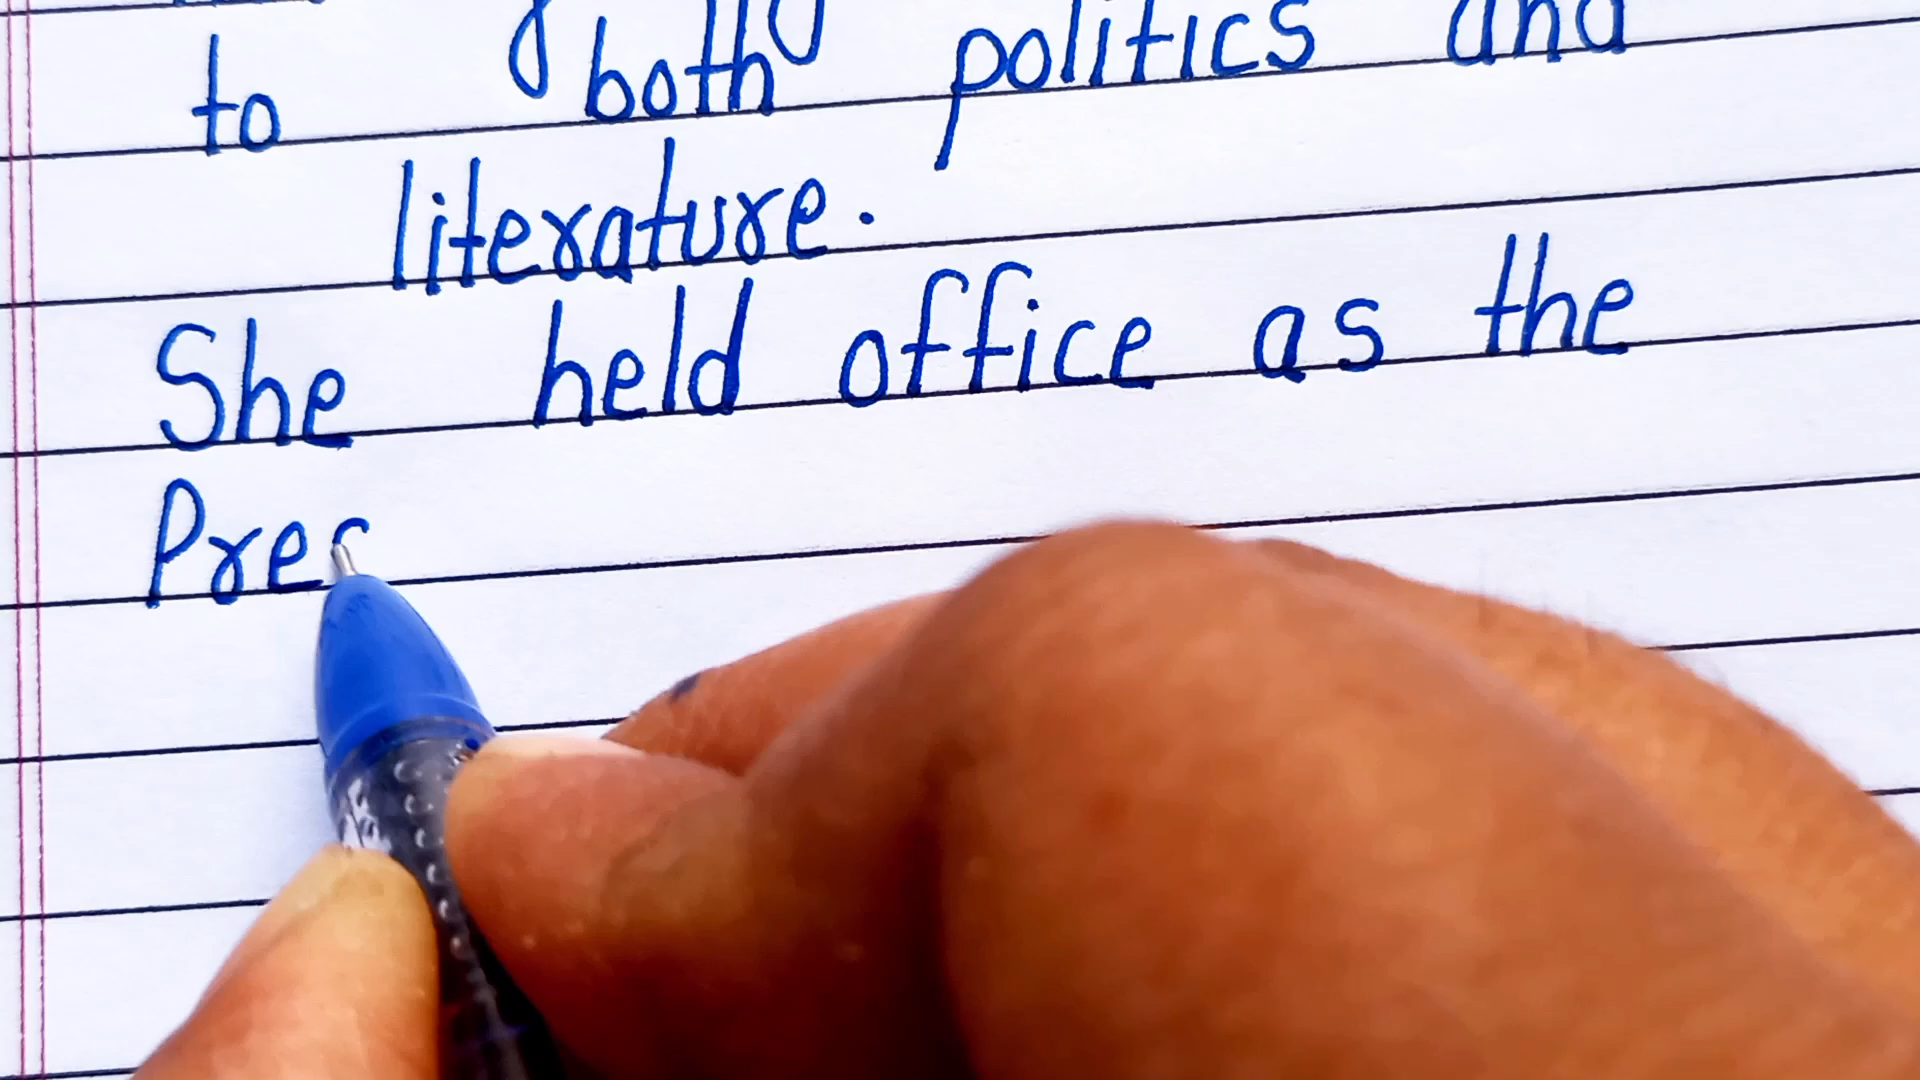 to both politics and
literature.
She held office as the
Pres